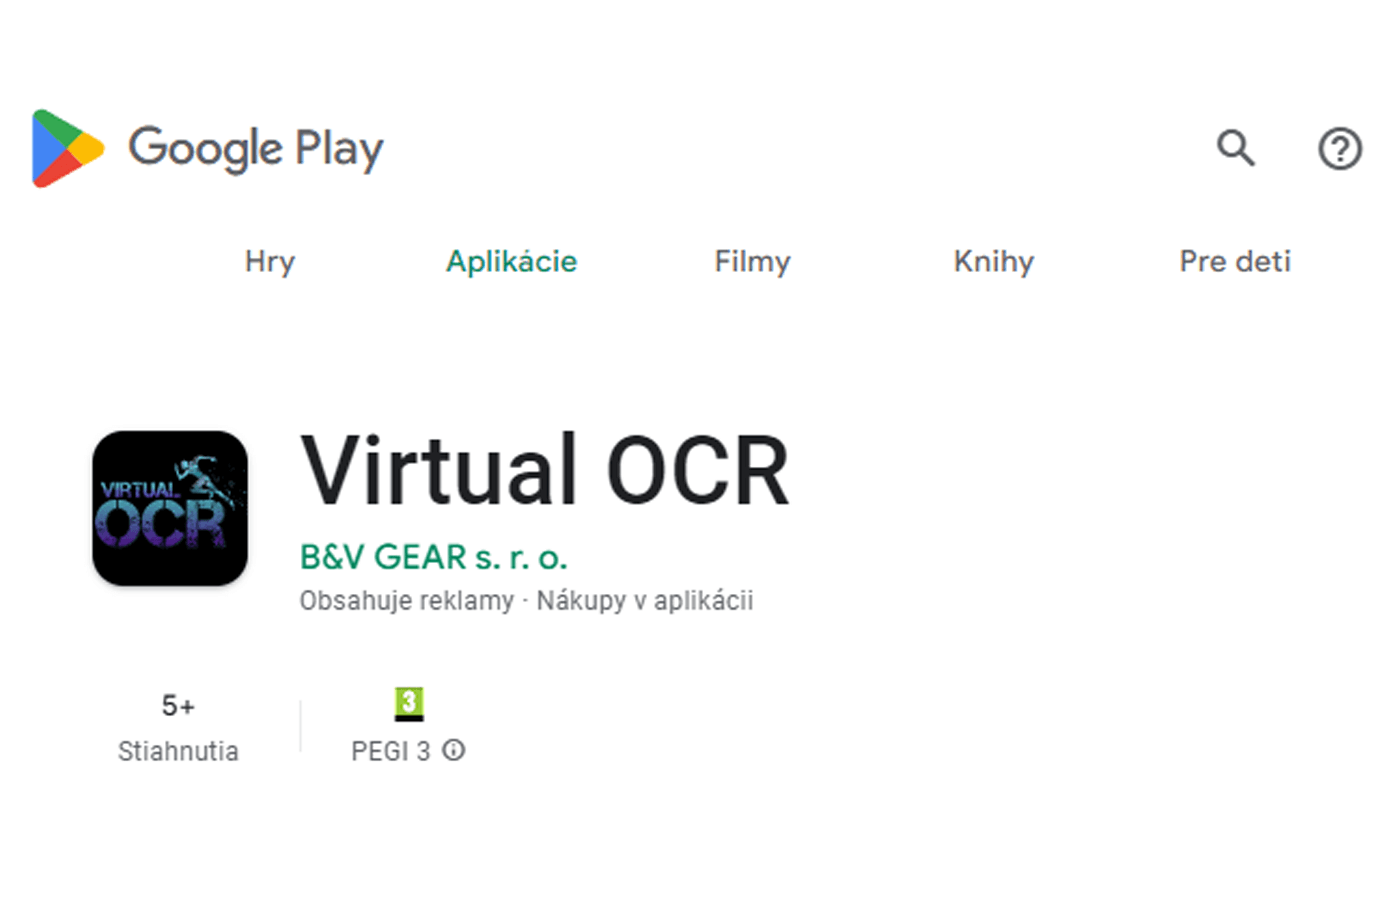 Google Play
Hry Aplikácie Filmy Knihy Pre deti
VIRTUAL
OCR
Virtual OCR
B&V GEAR s. r. o.
Obsahuje reklamy · Nákupy v aplikácii
5+
Stiahnutia
3
PEGI 3